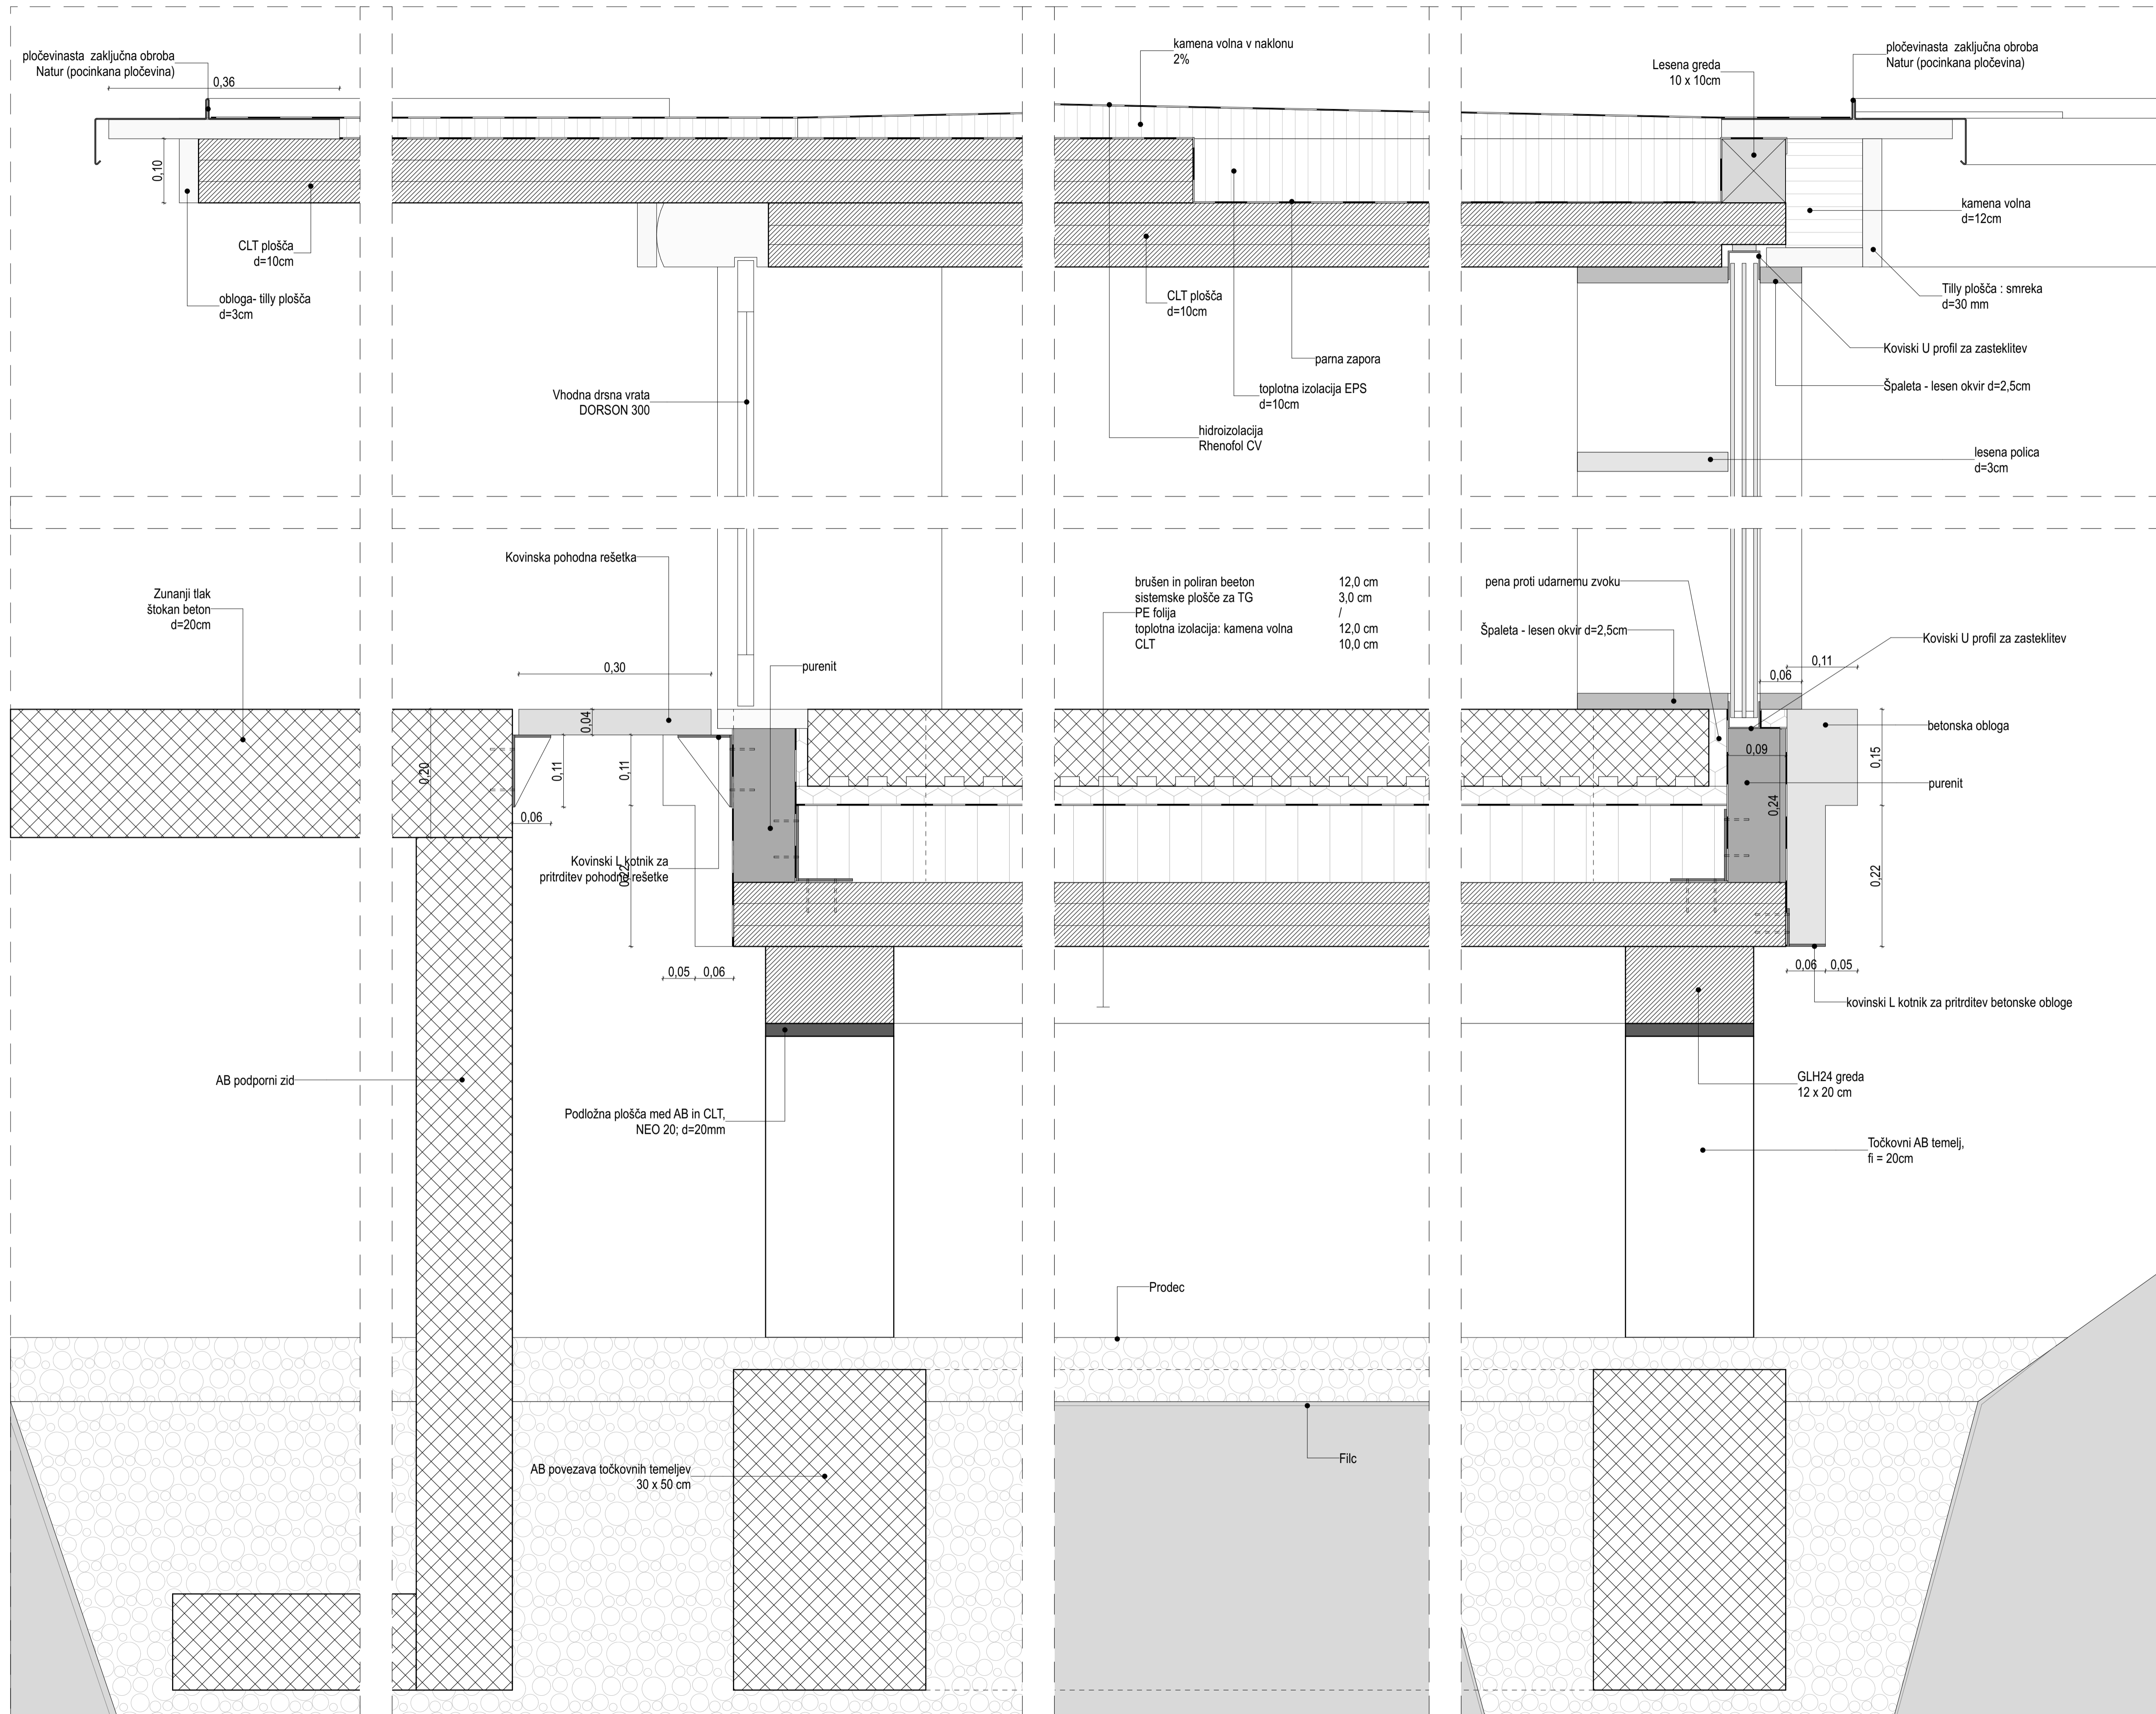 pločevinasta zaključna obroba
Natur (pocinkana pločevina)
0,36
kamena volna v naklonu
2%
Lesena greda
10 x 10cm
pločevinasta zaključna obroba
Natur (pocinkana pločevina)
0,10
CLT plošča
d=10cm
obloga- tilly plošča
d=3cm
kamena volna
d=12cm
CLT plošča
d=10cm
Tilly plošča : smreka
d=30 mm
parna zapora
Koviski U profil za zasteklitev
toplotna izolacija EPS
d=10cm
Špaleta - lesen okvir d=2,5cm
Vhodna drsna vrata
DORSON 300
hidroizolacija
Rhenofol CV
lesena polica
d=3cm
Kovinska pohodna rešetka
Zunanji tlak
štokan beton
d=20cm
brušen in poliran beeton 12,0 cm
sistemske plošče za TG 3,0 cm
PE folija /
toplotna izolacija: kamena volna 12,0 cm
CLT 10,0 cm
pena proti udarnemu zvoku
Špaleta - lesen okvir d=2,5cm
Koviski U profil za zasteklitev
0,30
purenit
0,11
0,06
0,04
betonska obloga
0,20
0,11
0,11
0,09
0,15
purenit
0,24
0,06
Kovinski L kotnik za
pritrditev pohodne rešetke
0,22
0,22
0,05
0,06
0,06
0,05
kovinski L kotnik za pritrditev betonske obloge
AB podporni zid
GLH24 greda
12 x 20 cm
Podložna plošča med AB in CLT,
NEO 20; d=20mm
Točkovni AB temelj,
fi = 20cm
Prodec
Filc
AB povezava točkovnih temeljev
30 x 50 cm